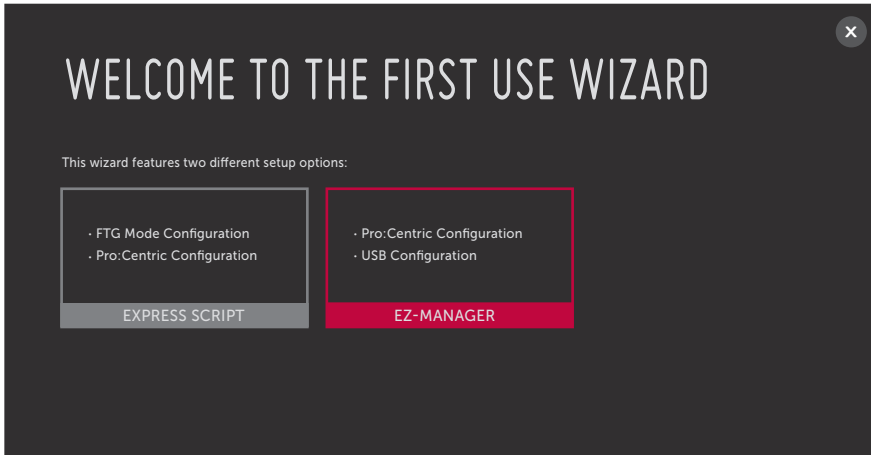 X
WELCOME TO THE FIRST USE WIZARD
This wizard features two different setup options:
· FTG Mode Configuration
· Pro:Centric Configuration
EXPRESS SCRIPT
· Pro:Centric Configuration
· USB Configuration
EZ-MANAGER